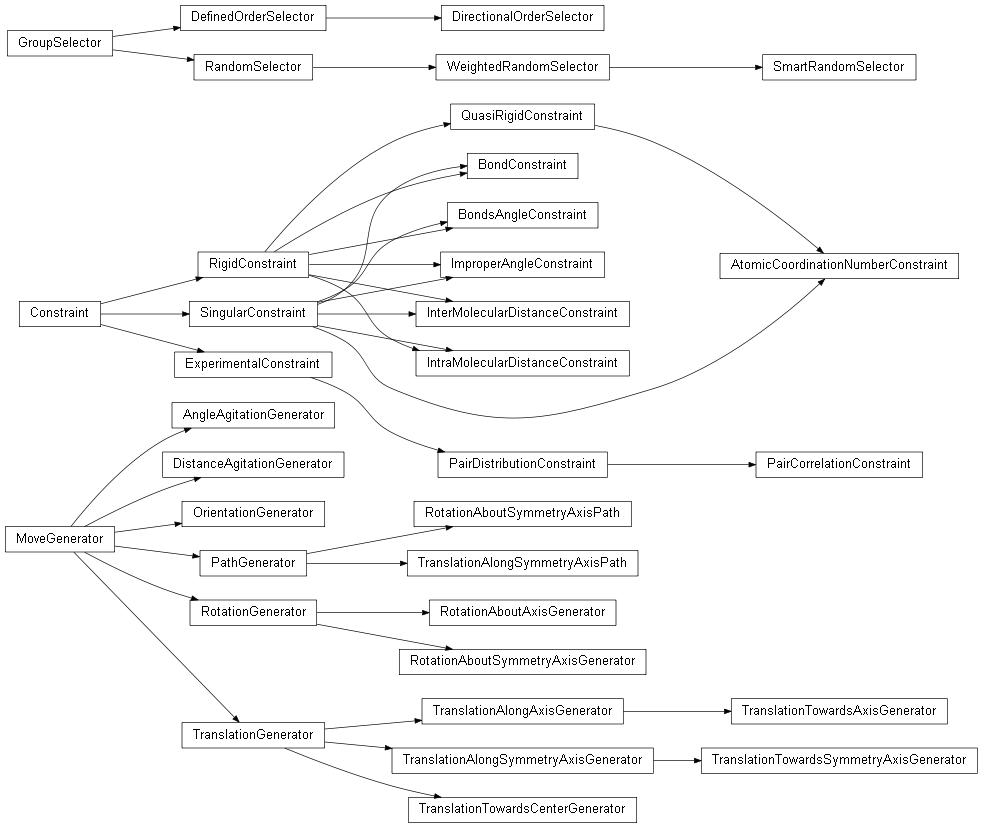 GroupSelector
DefinedOrderSelector
DirectionalOrderSelector
RandomSelector
WeightedRandomSelector
SmartRandomSelector
QuasiRigidConstraint
BondConstraint
BondsAngleConstraint
RigidConstraint
ImproperAngleConstraint
AtomicCoordinationNumberConstraint
Constraint
SingularConstraint
InterMolecularDistanceConstraint
ExperimentalConstraint
IntraMolecularDistanceConstraint
AngleAgitationGenerator
DistanceAgitationGenerator
PairDistributionConstraint
PairCorrelationConstraint
OrientationGenerator
RotationAboutSymmetryAxisPath
MoveGenerator
PathGenerator
TranslationAlongSymmetryAxisPath
RotationGenerator
RotationAboutAxisGenerator
RotationAboutSymmetryAxisGenerator
TranslationGenerator
TranslationAlongAxisGenerator
TranslationTowardsAxisGenerator
TranslationAlongSymmetryAxisGenerator
TranslationTowardsSymmetryAxisGenerator
TranslationTowardsCenterGenerator